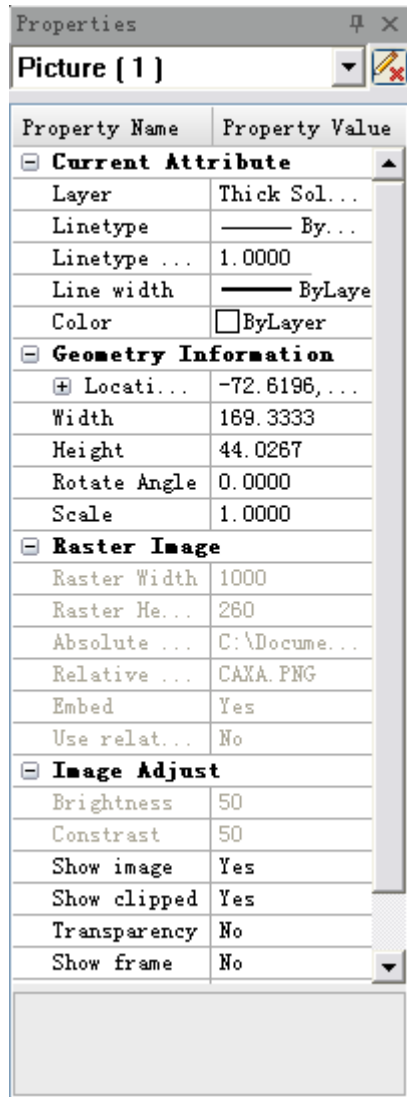 Properties
Picture ( 1 )
Property Name Property Value
Current Attribute
Layer Thick Sol...
Linetype By...
Linetype ... 1.0000
Line width ByLaye
Color ByLayer
Geometry Information
Locati... -72.6196,...
Width 169.3333
Height 44.0267
Rotate Angle 0.0000
Scale 1.0000
Raster Image
Raster Width 1000
Raster He... 260
Absolute ... C:\Docume...
Relative ... CAXA.PNG
Embed Yes
Use relat... No
Image Adjust
Brightness 50
Constrast 50
Show image Yes
Show clipped Yes
Transparency No
Show frame No